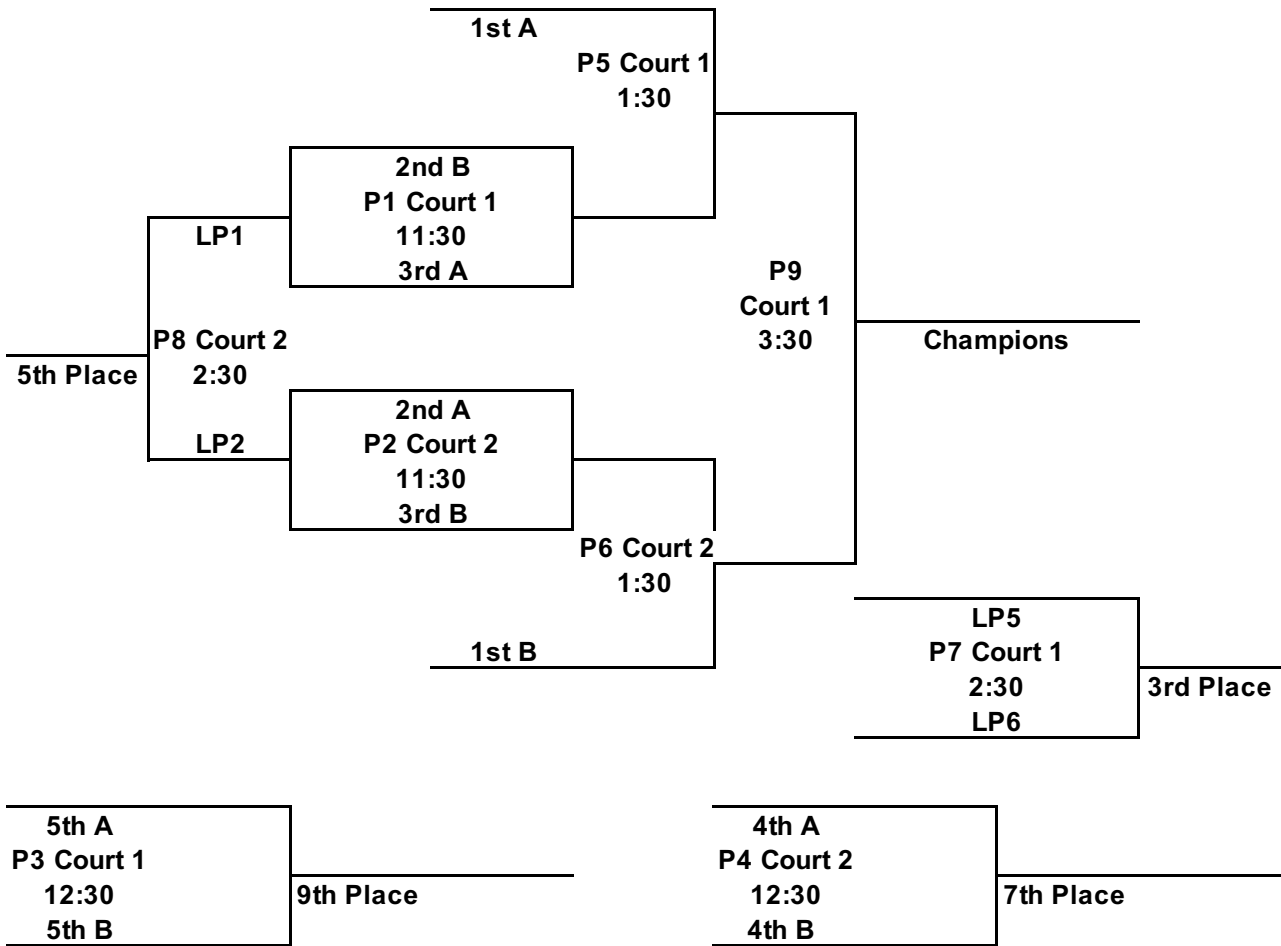 1st A
P5 Court 1
1:30
2nd B
P1 Court 1
11:30
3rd A
LP1
P9
Court 1
3:30
Champions
P8 Court 2
2:30
5th Place
LP2
2nd A
P2 Court 2
11:30
3rd B
P6 Court 2
1:30
1st B
LP5
P7 Court 1
2:30
LP6
3rd Place
5th A
P3 Court 1
12:30
5th B
9th Place
4th A
P4 Court 2
12:30
4th B
7th Place